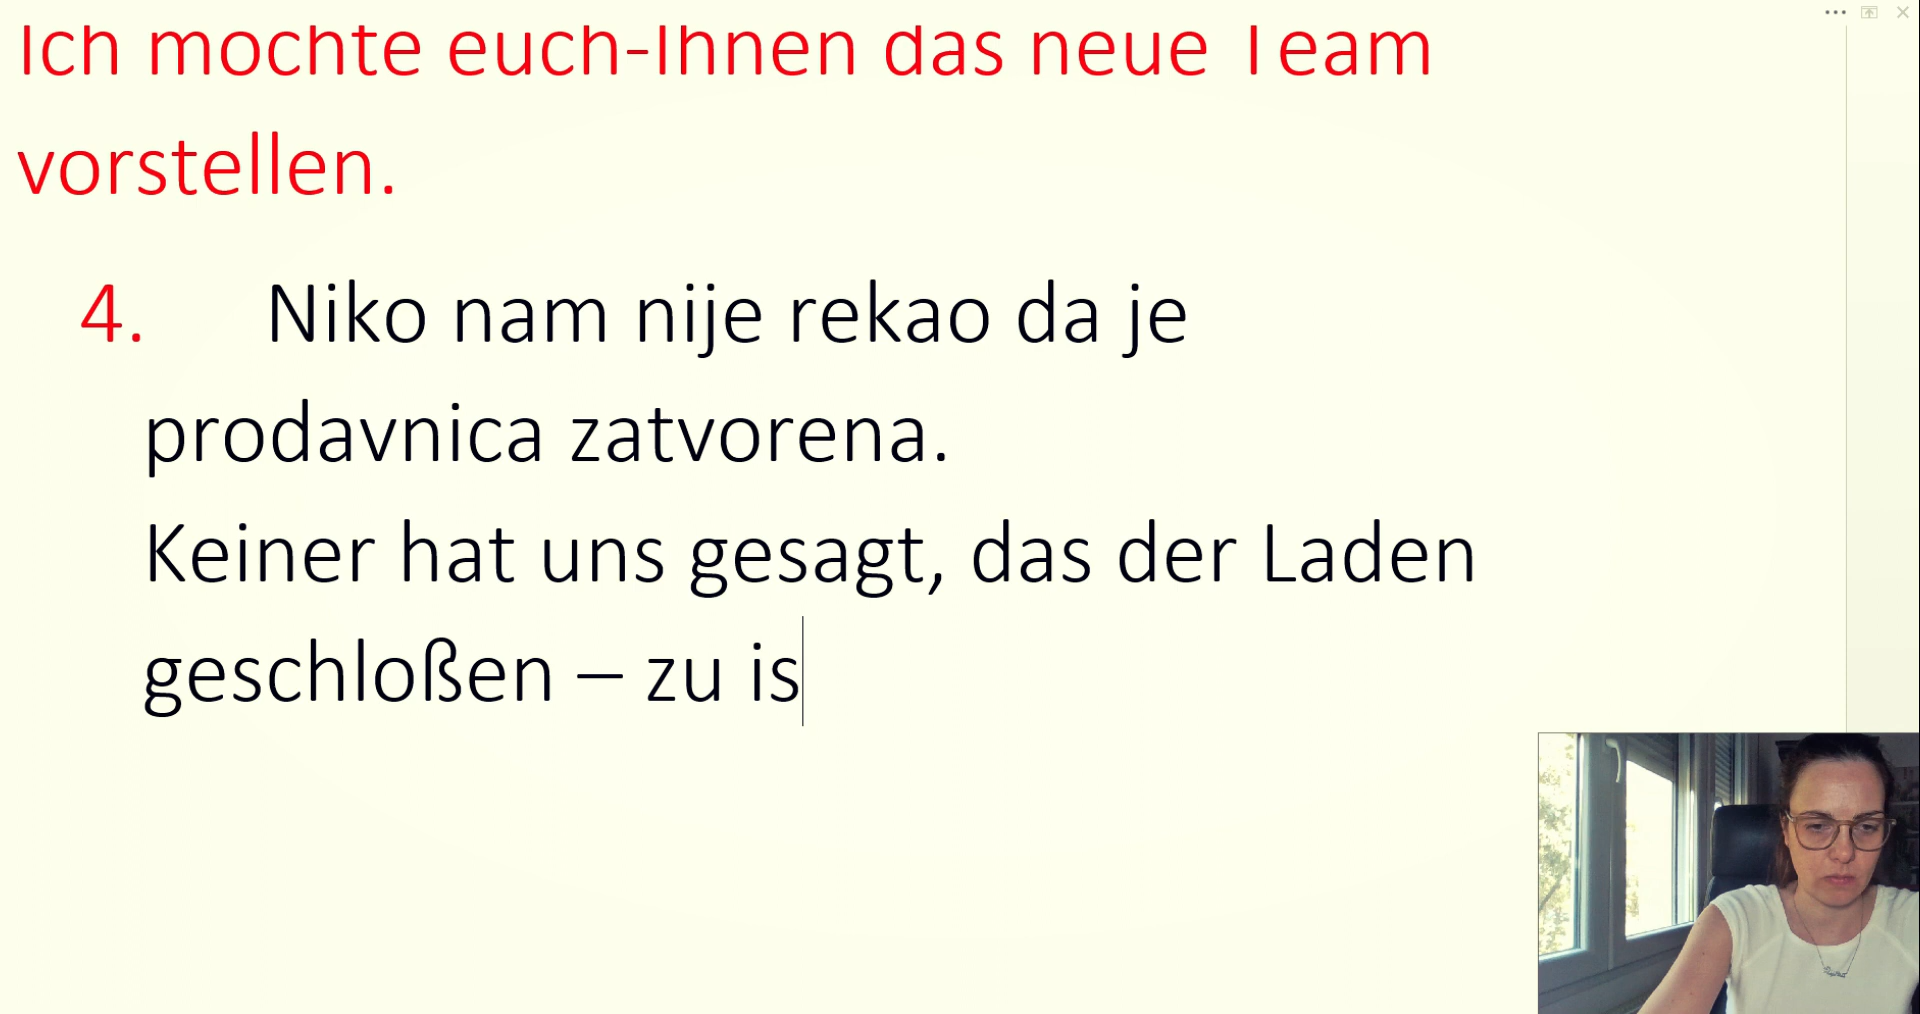 Ich möchte euch-Ihnen das neue Team
vorstellen.
4. Niko nam nije rekao da je
prodavnica zatvorena.
Keiner hat uns gesagt, das der Laden
geschloßen – zu is